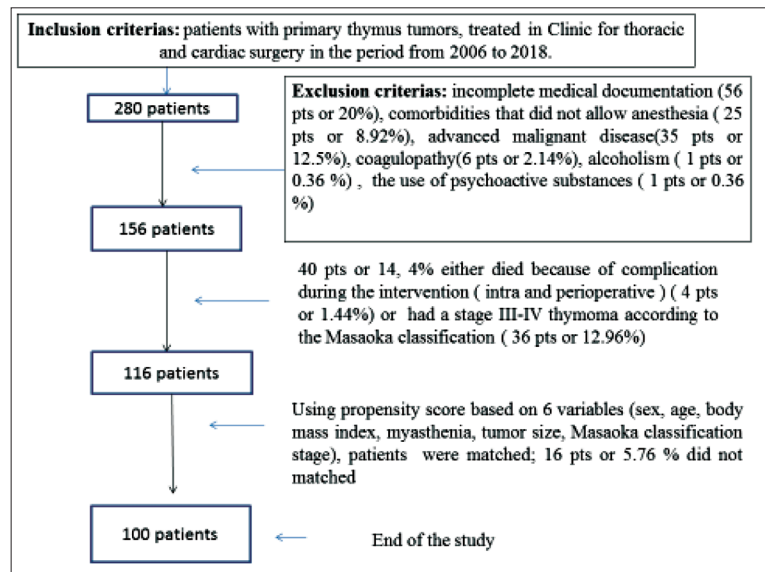 Inclusion criterias: patients with primary thymus tumors, treated in Clinic for thoracic
and cardiac surgery in the period from 2006 to 2018.
280 patients
Exclusion criterias: incomplete medical documentation (56
pts or 20%), comorbidities that did not allow anesthesia ( 25
pts or 8.92%), advanced malignant disease(35 pts or
12.5%), coagulopathy(6 pts or 2.14%), alcoholism ( 1 pts or
0.36 %) , the use of psychoactive substances ( 1 pts or 0.36
%)
156 patients
40 pts or 14, 4% either died because of complication
during the intervention ( intra and perioperative ) ( 4 pts
or 1.44%) or had a stage III-IV thymoma according to
the Masaoka classification ( 36 pts or 12.96%)
116 patients
Using propensity score based on 6 variables (sex, age, body
mass index, myasthenia, tumor size, Masaoka classification
stage), patients were matched; 16 pts or 5.76 % did not
matched
100 patients
End of the study